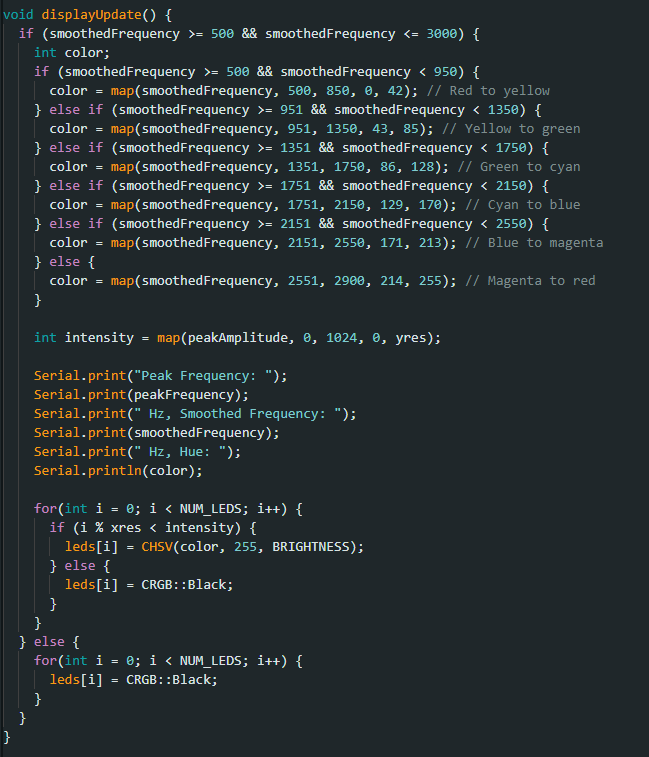 void displayUpdate() {
  if (smoothedFrequency >= 500 && smoothedFrequency <= 3000) {
    int color;
    if (smoothedFrequency >= 500 && smoothedFrequency < 950) {
      color = map(smoothedFrequency, 500, 850, 0, 42); // Red to yellow
    } else if (smoothedFrequency >= 951 && smoothedFrequency < 1350) {
      color = map(smoothedFrequency, 951, 1350, 43, 85); // Yellow to green
    } else if (smoothedFrequency >= 1351 && smoothedFrequency < 1750) {
      color = map(smoothedFrequency, 1351, 1750, 86, 128); // Green to cyan
    } else if (smoothedFrequency >= 1751 && smoothedFrequency < 2150) {
      color = map(smoothedFrequency, 1751, 2150, 129, 170); // Cyan to blue
    } else if (smoothedFrequency >= 2151 && smoothedFrequency < 2550) {
      color = map(smoothedFrequency, 2151, 2550, 171, 213); // Blue to magenta
    } else {
      color = map(smoothedFrequency, 2551, 2900, 214, 255); // Magenta to red
    }

    int intensity = map(peakAmplitude, 0, 1024, 0, yres);

    Serial.print("Peak Frequency: ");
    Serial.print(peakFrequency);
    Serial.print(" Hz, Smoothed Frequency: ");
    Serial.print(smoothedFrequency);
    Serial.print(" Hz, Hue: ");
    Serial.println(color);

    for(int i = 0; i < NUM_LEDS; i++) {
      if (i % xres < intensity) {
        leds[i] = CHSV(color, 255, BRIGHTNESS);
      } else {
        leds[i] = CRGB::Black;
      }
    }
  } else {
    for(int i = 0; i < NUM_LEDS; i++) {
      leds[i] = CRGB::Black;
    }
  }
}